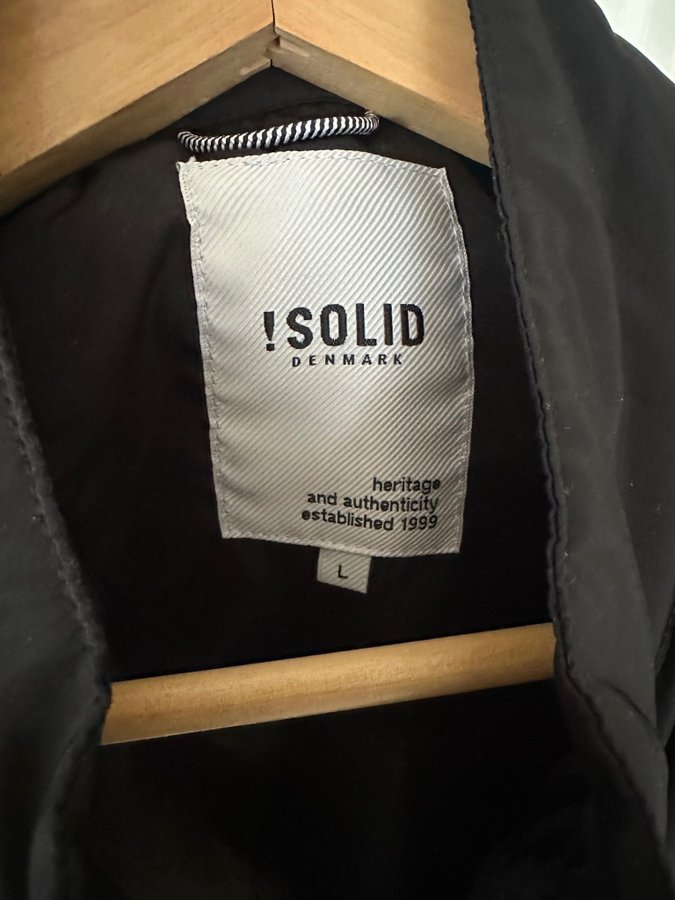 !SOLID
DENMARK
heritage
and authenticity
established 1999
L